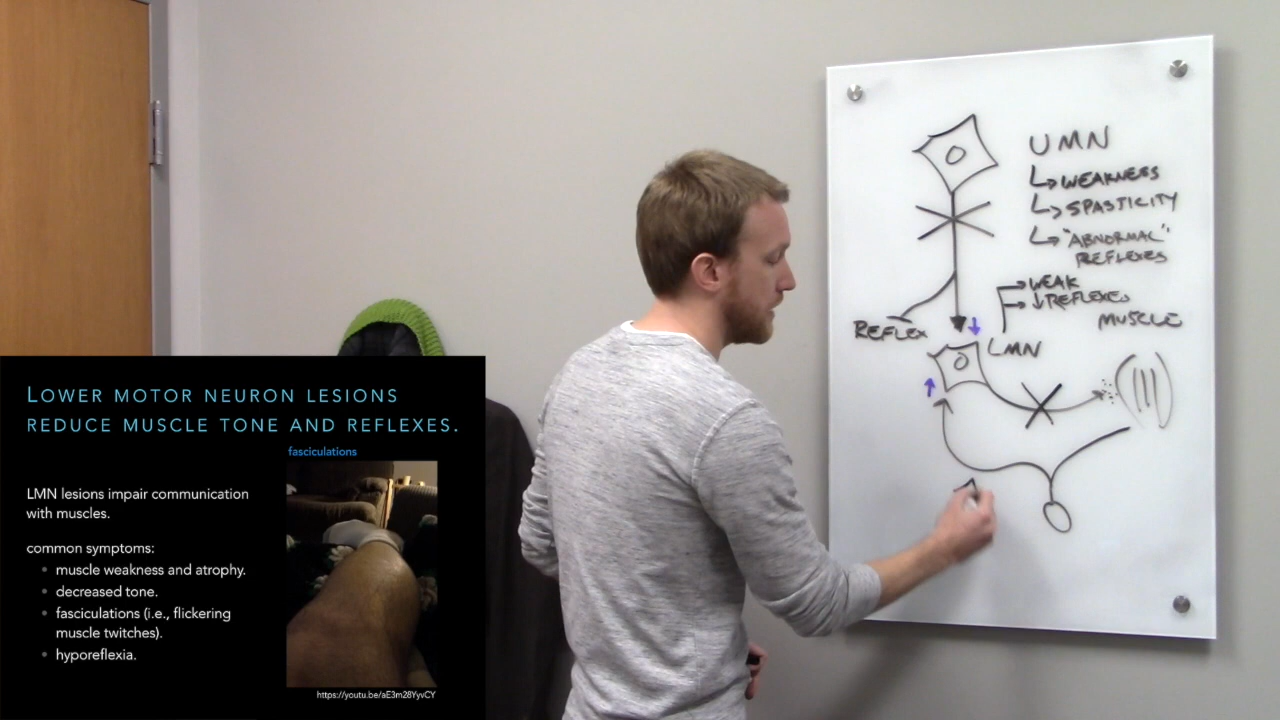 UMN
↳ WEAKNESS
↳ SPASTICITY
↳ "ABNORMAL"
REFLEXES
→ WEAK
→ ↓REFLEXES
MUSCLE
REFLEX
LMN
LOWER MOTOR NEURON LESIONS
REDUCE MUSCLE TONE AND REFLEXES.
fasciculations
LMN lesions impair communication
with muscles.
common symptoms:
• muscle weakness and atrophy.
• decreased tone.
• fasciculations (i.e., flickering
muscle twitches).
• hyporeflexia.
https://youtu.be/aE3m28YyvCY